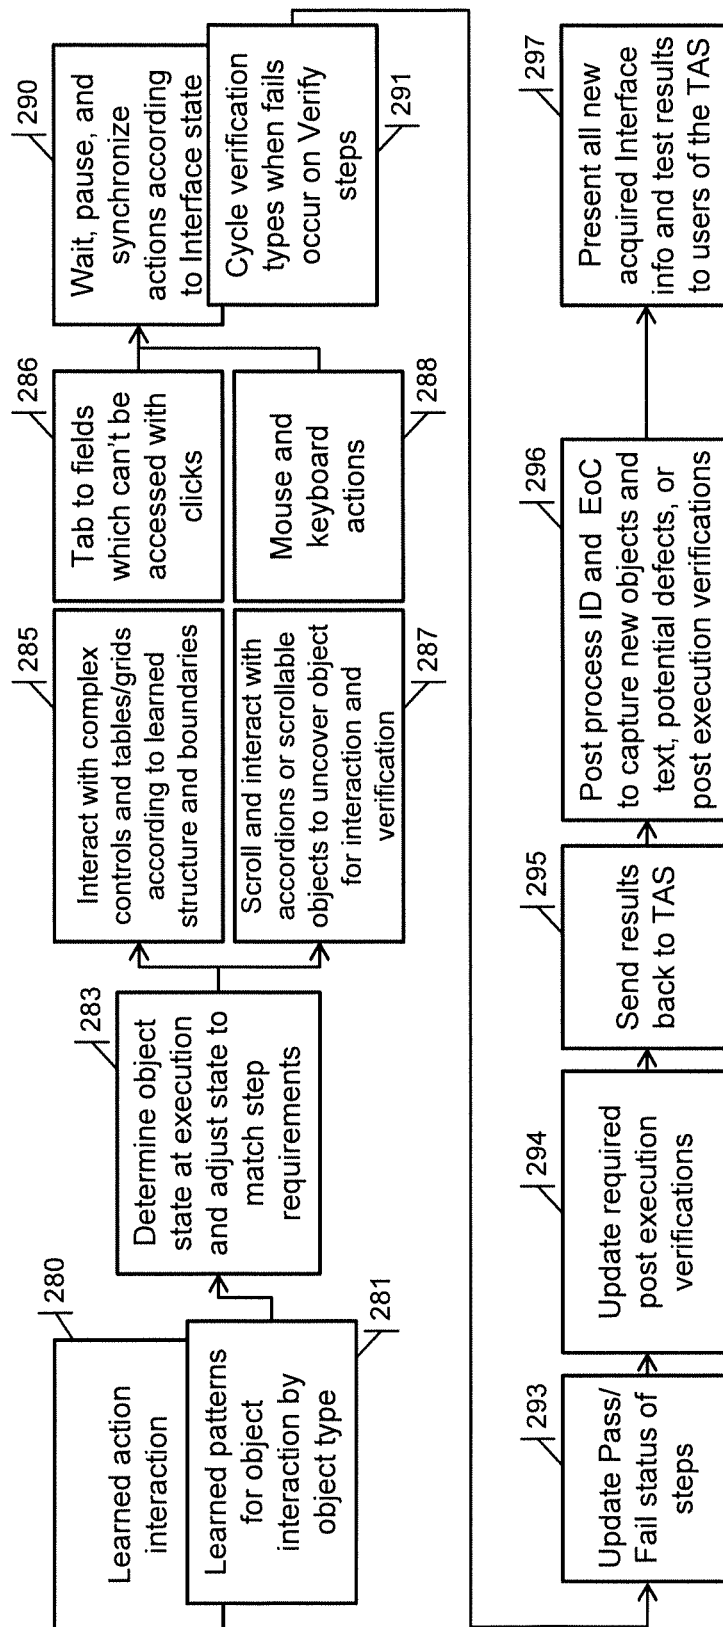 280
Learned action
interaction
281
Learned patterns
for object
interaction by
object type
283
Determine object
state at execution
and adjust state to
match step
requirements
285
Interact with complex
controls and tables/grids
according to learned
structure and boundaries
287
Scroll and interact with
accordions or scrollable
objects to uncover object
for interaction and
verification
286
Tab to fields
which can't be
accessed with
clicks
288
Mouse and
keyboard
actions
290
Wait, pause, and
synchronize
actions according
to Interface state
291
Cycle verification
types when fails
occur on Verify
steps
293
Update Pass/
Fail status of
steps
294
Update required
post execution
verifications
295
Send results
back to TAS
296
Post process ID and EoC
to capture new objects and
text, potential defects, or
post execution verifications
297
Present all new
acquired Interface
info and test results
to users of the TAS